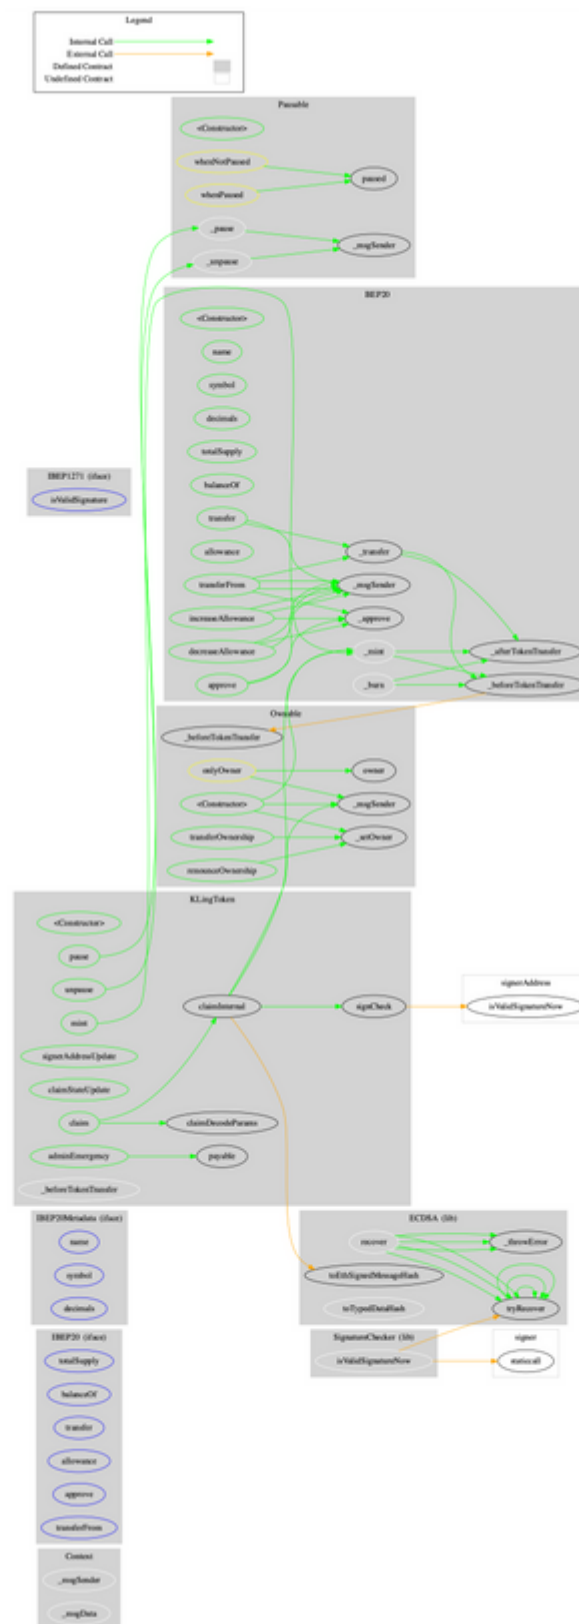 Legend
Internal Call
External Call
Defined Contract
Undefined Contract
Pausable
<Constructor>
whenNotPaused
paused
whenPaused
_pause
_msgSender
_unpause
BEP20
<Constructor>
name
symbol
decimals
totalSupply
balanceOf
transfer
allowance
_transfer
transferFrom
_msgSender
increaseAllowance
_approve
decreaseAllowance
_mint
_afterTokenTransfer
approve
_burn
_beforeTokenTransfer
IBEP1271 (iface)
isValidSignature
Ownable
_beforeTokenTransfer
onlyOwner
owner
<Constructor>
_msgSender
transferOwnership
_setOwner
renounceOwnership
KLingToken
<Constructor>
pause
unpause
mint
claimInternal
signCheck
signerAddressUpdate
claimStateUpdate
claim
claimDecodeParams
adminEmergency
payable
_beforeTokenTransfer
signerAddress
isValidSignatureNow
IBEP20Metadata (iface)
name
symbol
decimals
ECDSA (lib)
recover
_throwError
toEthSignedMessageHash
toTypedDataHash
tryRecover
SignatureChecker (lib)
isValidSignatureNow
signer
staticcall
IBEP20 (iface)
totalSupply
balanceOf
transfer
allowance
approve
transferFrom
Context
_msgSender
_msgData